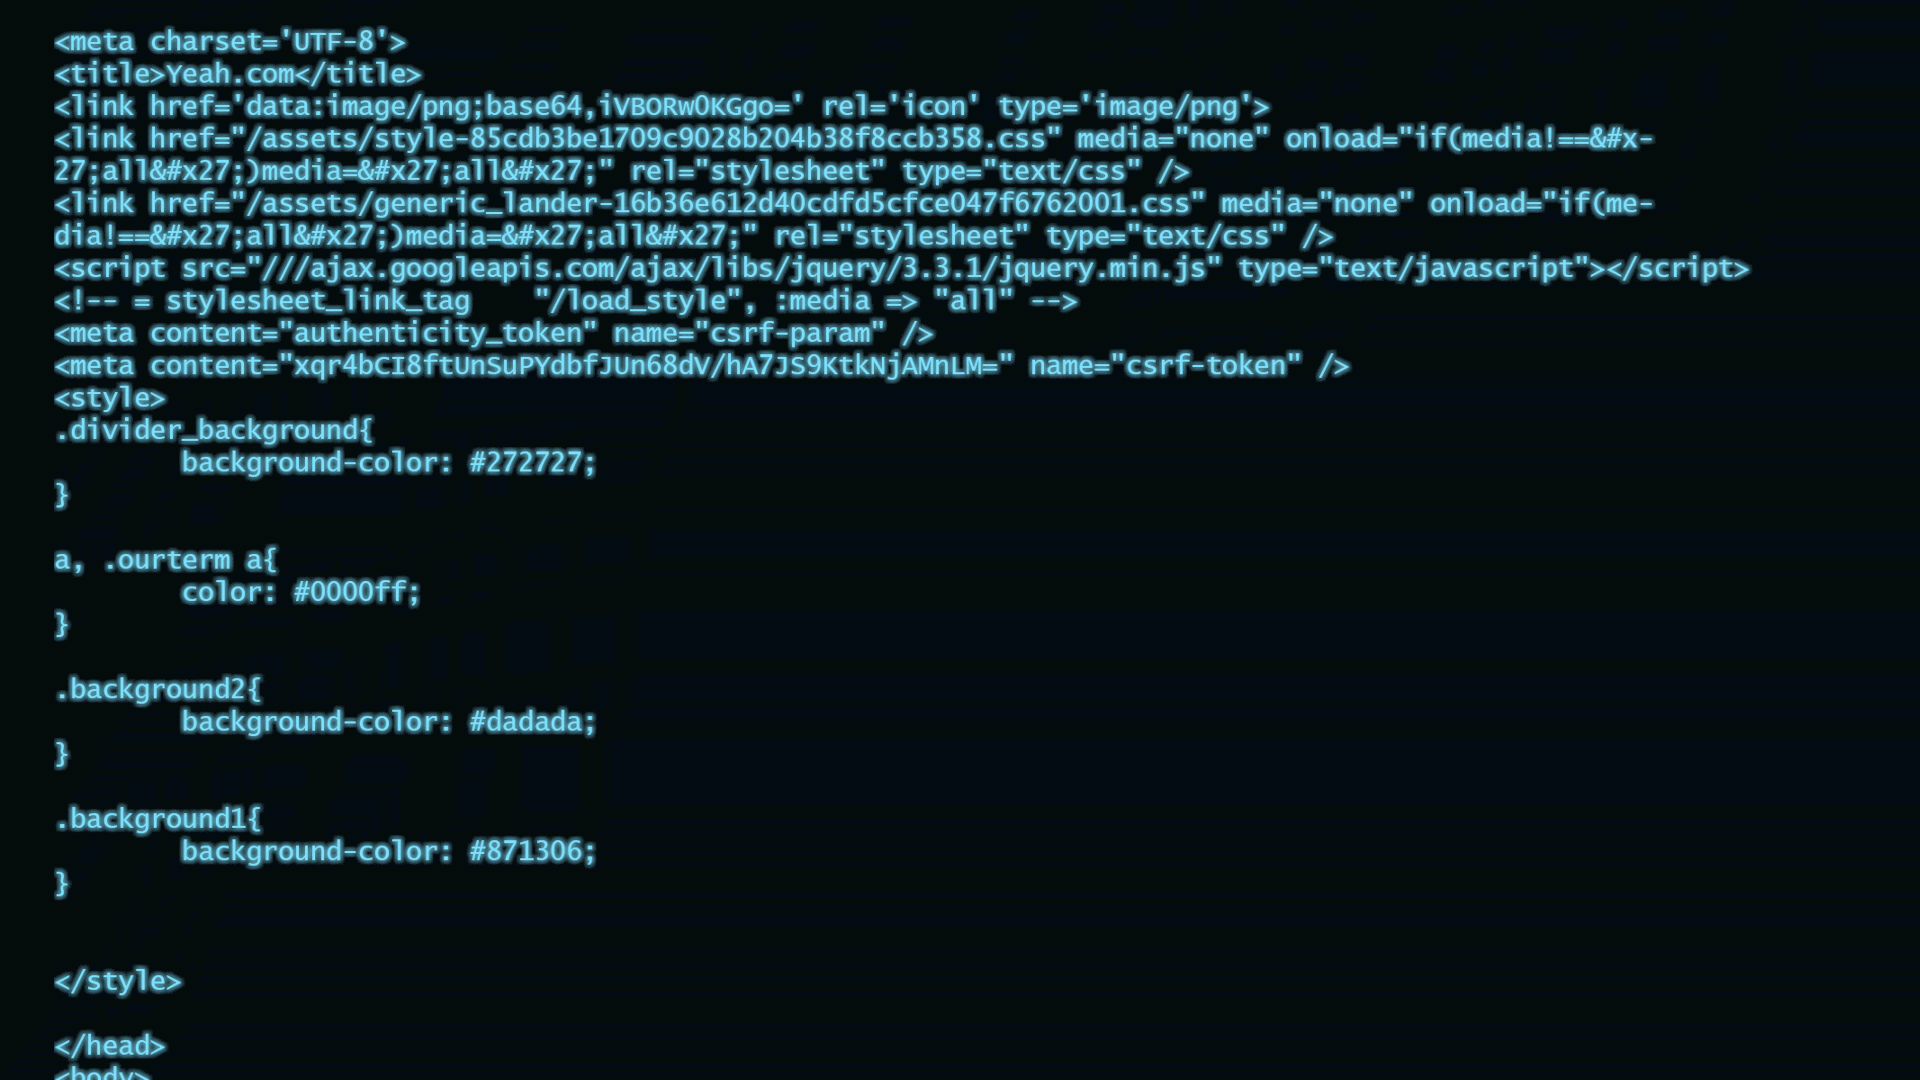 <meta charset='UTF-8'>
<title>Yeah.com</title>
<link href='data:image/png;base64,iVBORw0KGgo=' rel='icon' type='image/png'>
<link href="/assets/style-85cdb3be1709c9028b204b38f8ccb358.css" media="none" onload="if(media!==&#x-
27;all&#x27;)media=&#x27;all&#x27;" rel="stylesheet" type="text/css" />
<link href="/assets/generic_lander-16b36e612d40cdfd5cfce047f6762001.css" media="none" onload="if(me-
dia!==&#x27;all&#x27;)media=&#x27;all&#x27;" rel="stylesheet" type="text/css" />
<script src="///ajax.googleapis.com/ajax/libs/jquery/3.3.1/jquery.min.js" type="text/javascript"></script>
<!-- = stylesheet_link_tag    "/load_style", :media => "all" -->
<meta content="authenticity_token" name="csrf-param" />
<meta content="xqr4bCI8ftUnSuPYdbfJUn68dV/hA7JS9KtkNjAMnLM=" name="csrf-token" />
<style>
.divider_background{
        background-color: #272727;
}
a, .ourterm a{
        color: #0000ff;
}
.background2{
        background-color: #dadada;
}
.background1{
        background-color: #871306;
}
</style>
</head>
<body>